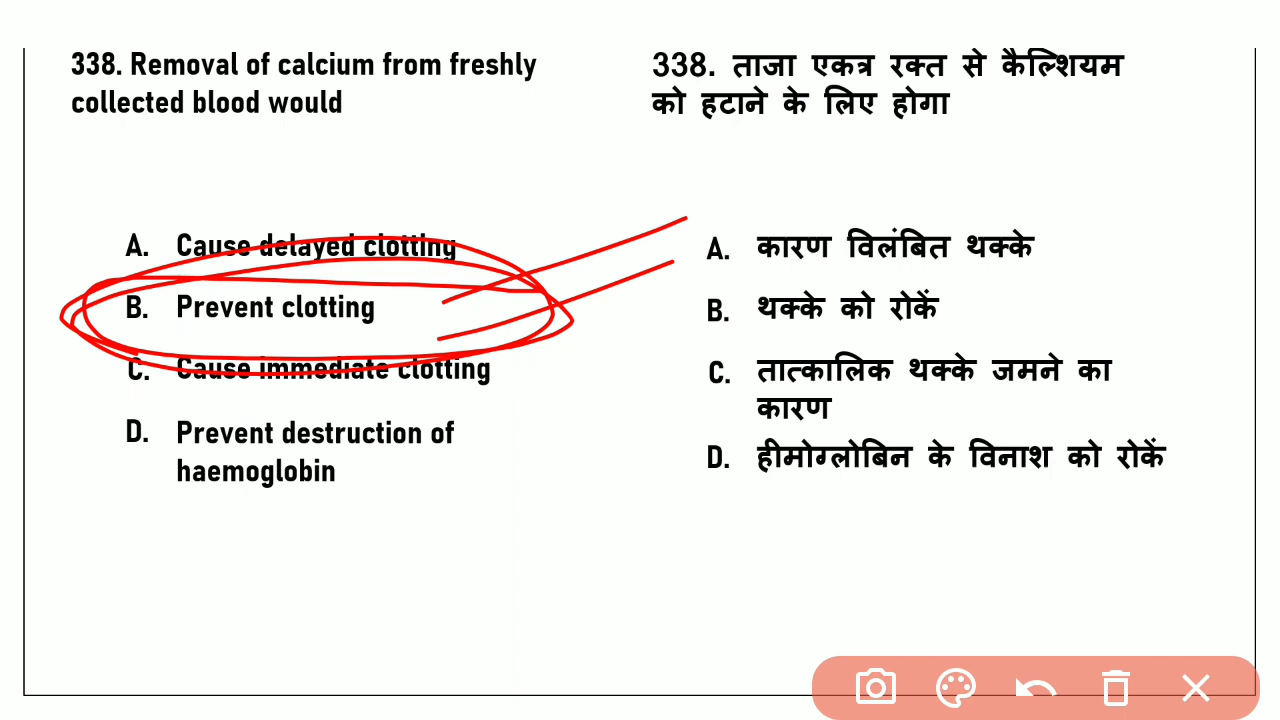 338. Removal of calcium from freshly
collected blood would
A. Cause delayed clotting
B. Prevent clotting
C. Cause immediate clotting
D. Prevent destruction of
haemoglobin
338. ताजा एकत्र रक्त से कैल्शियम
को हटाने के लिए होगा
A. कारण विलंबित थक्के
B. थक्के को रोकें
C. तात्कालिक थक्के जमने का
कारण
D. हीमोग्लोबिन के विनाश को रोकें